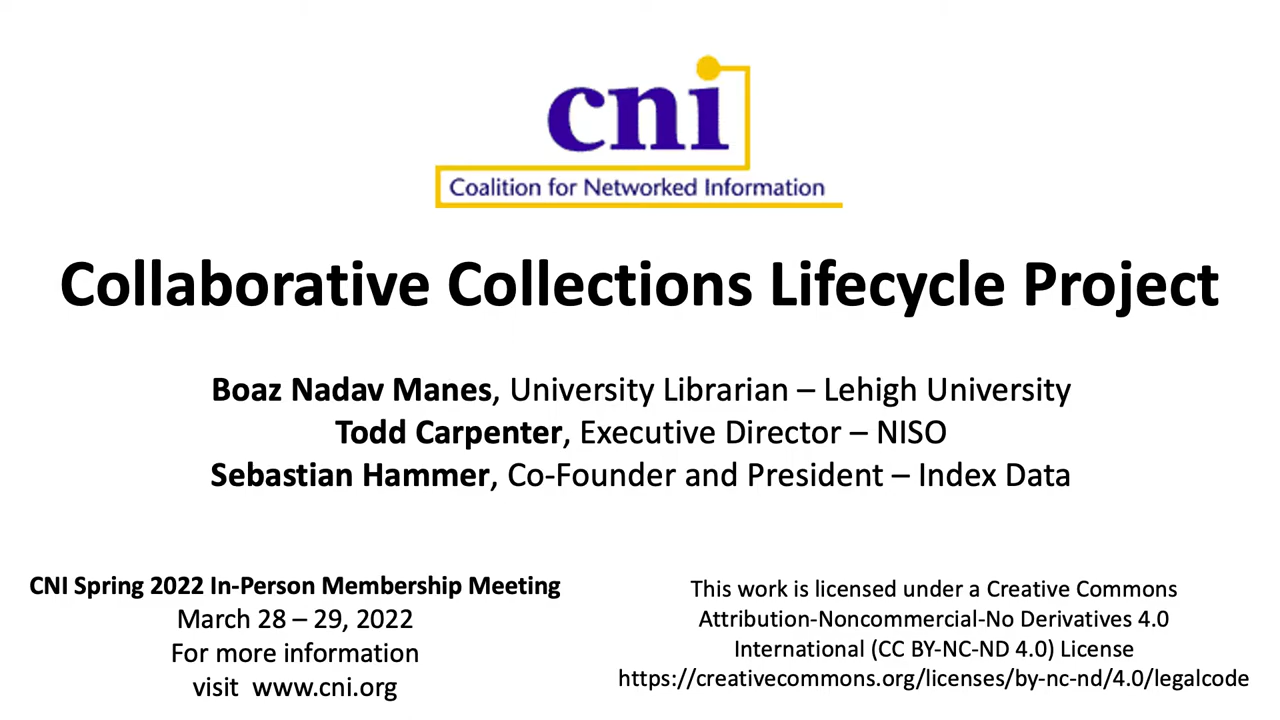 cni
Coalition for Networked Information
Collaborative Collections Lifecycle Project
Boaz Nadav Manes, University Librarian – Lehigh University
Todd Carpenter, Executive Director – NISO
Sebastian Hammer, Co-Founder and President – Index Data
CNI Spring 2022 In-Person Membership Meeting
March 28 – 29, 2022
For more information
visit www.cni.org
This work is licensed under a Creative Commons
Attribution-Noncommercial-No Derivatives 4.0
International (CC BY-NC-ND 4.0) License
https://creativecommons.org/licenses/by-nc-nd/4.0/legalcode